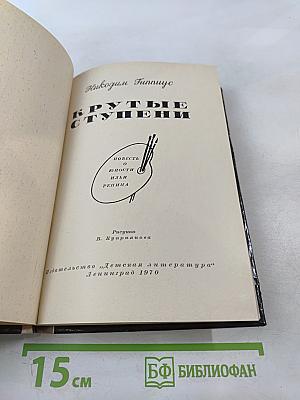 Никодим Гиппиус
КРУТЫЕ
СТУПЕНИ
ПОВЕСТЬ
О
ЮНОСТИ
ИЛЬИ
РЕПИНА
Рисунки
В. Куприянова
Издательство „Детская литература“
Ленинград 1970
15 см
БФ БИБЛИОФАН